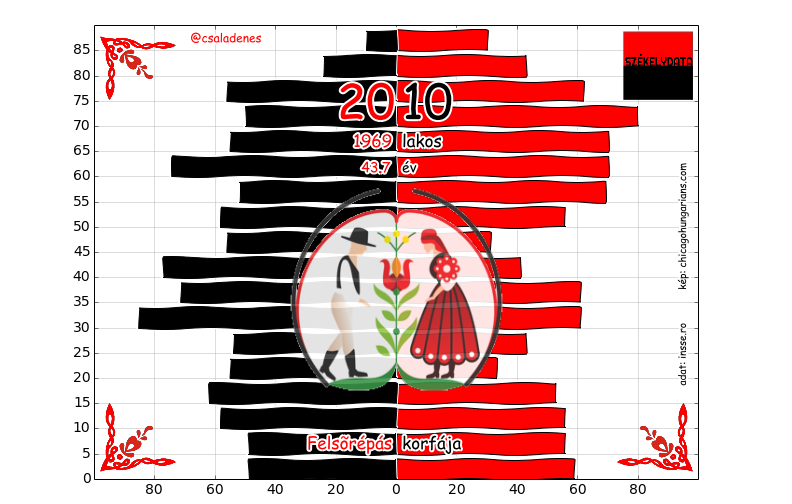 @csaladenes
SZÉKELYDATA
2010
1969 lakos
43.7 év
kép: chicagohungarians.com
adat: insse.ro
Felsőrépás korfája
85
80
75
70
65
60
55
50
45
40
35
30
25
20
15
10
5
0
80 60 40 20 0 20 40 60 80